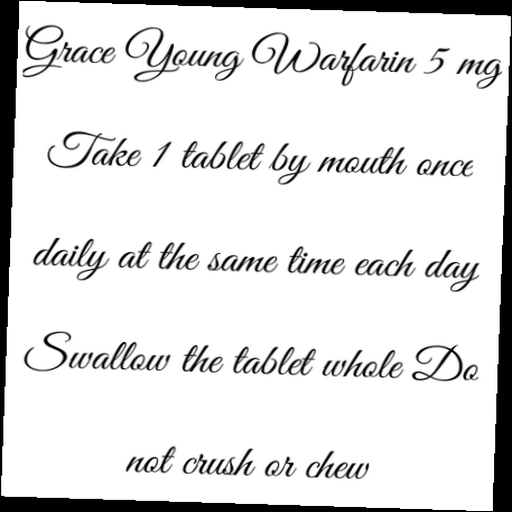 Grace Young Warfarin 5 mg
Take 1 tablet by mouth once
daily at the same time each day
Swallow the tablet whole Do
not crush or chew